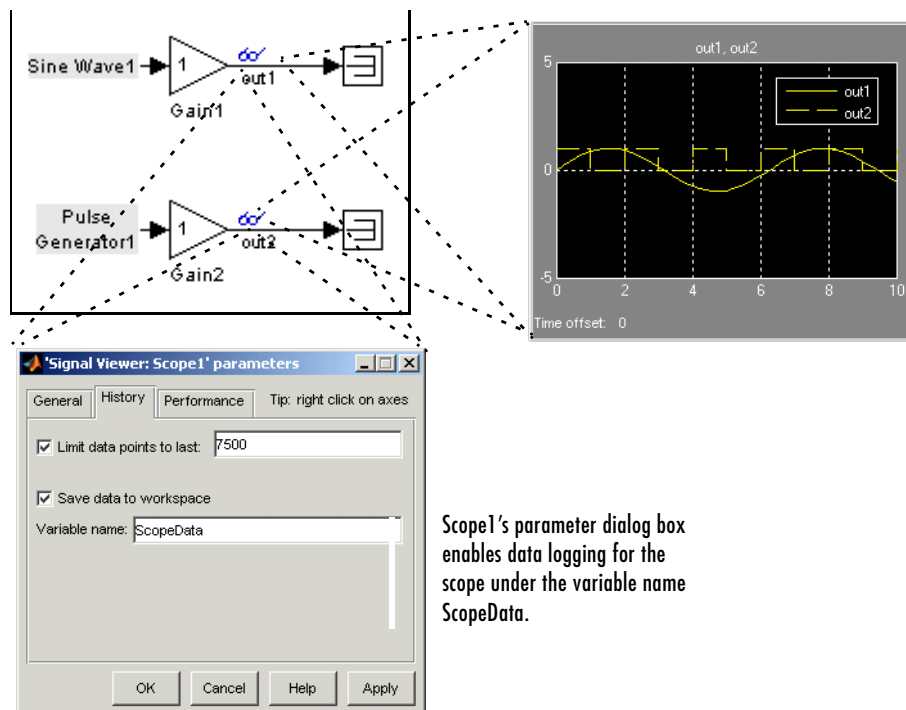 Sine Wave1
1
out1
Gain1
Pulse
Generator1
1
out2
Gain2
out1, out2
5
0
-5
out1
out2
0
2
4
6
8
10
Time offset: 0
'Signal Viewer: Scope1' parameters
General
History
Performance
Tip: right click on axes
Limit data points to last:
7500
Save data to workspace
Variable name:
ScopeData
OK
Cancel
Help
Apply
Scope1's parameter dialog box
enables data logging for the
scope under the variable name
ScopeData.